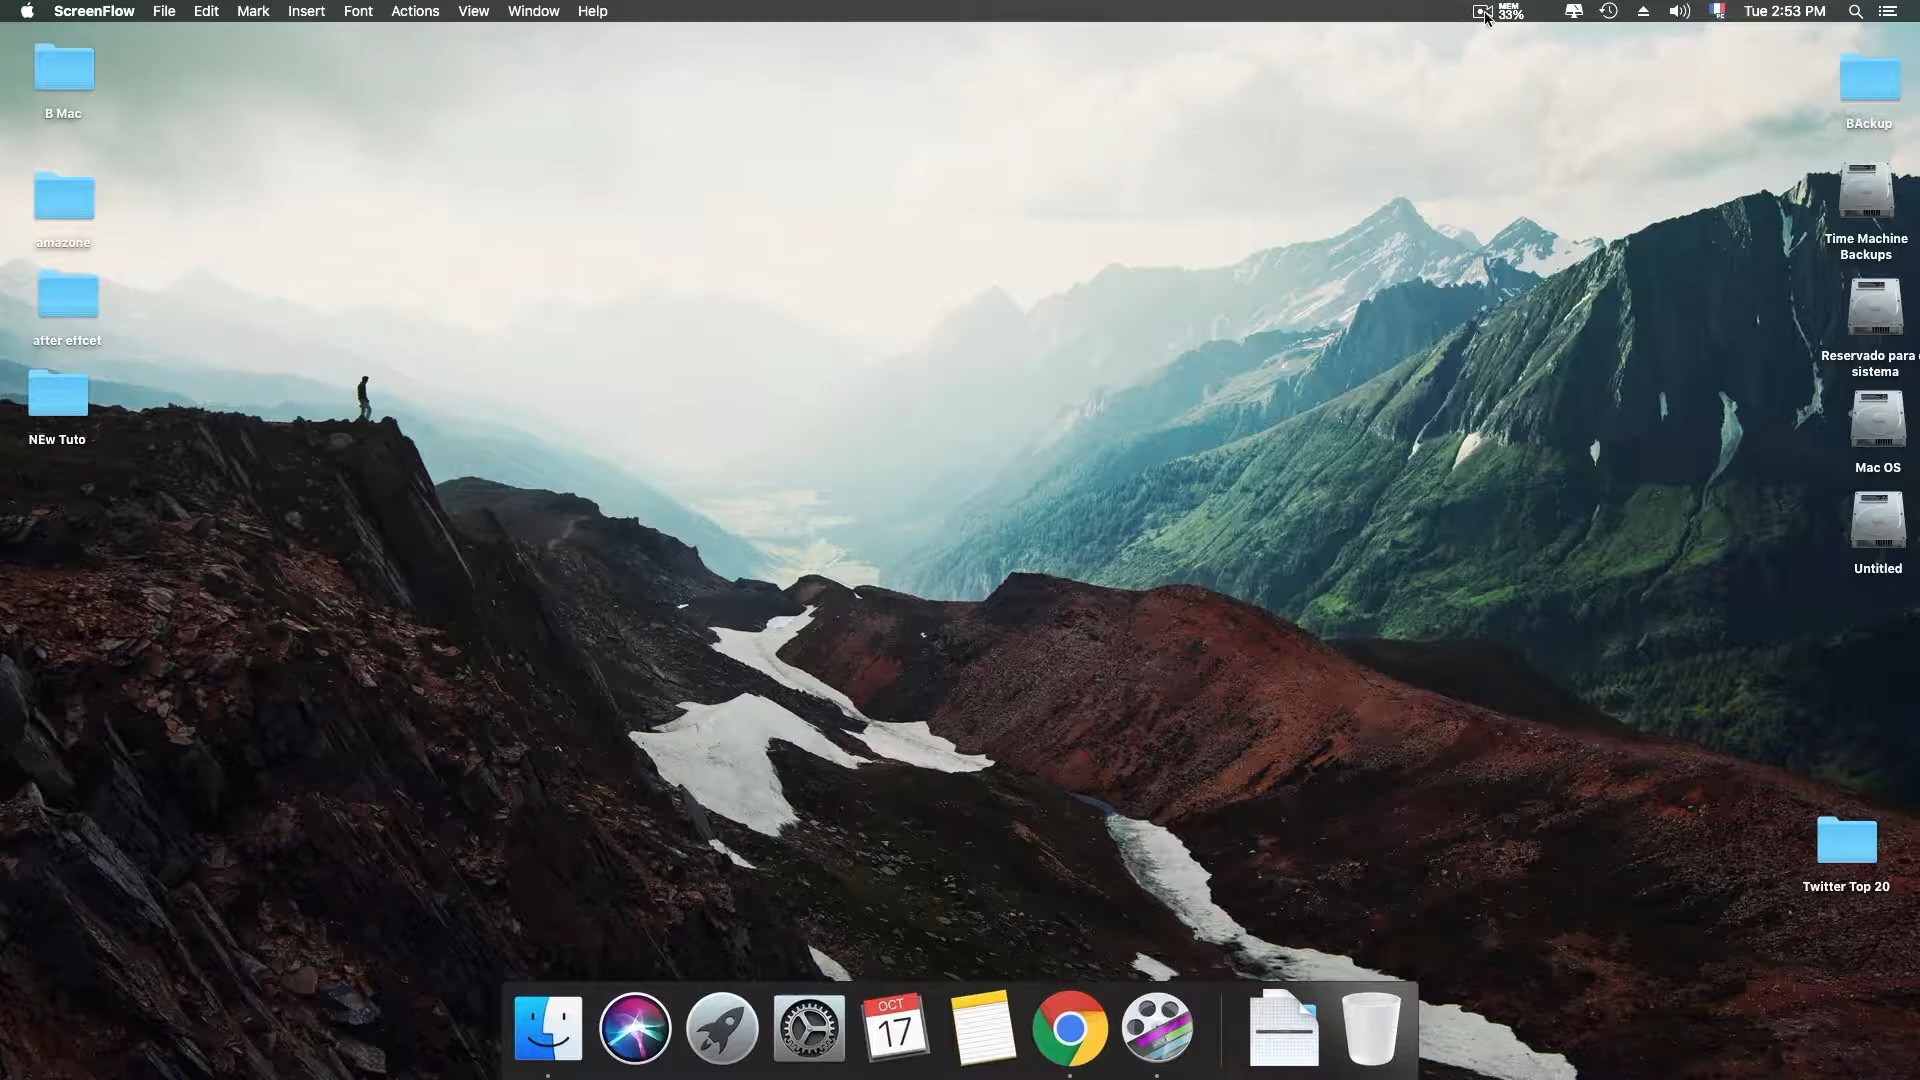 ScreenFlow File Edit Mark Insert Font Actions View Window Help
MEM
33%
Tue 2:53 PM
B Mac
amazone
after effcet
NEw Tuto
BAckup
Time Machine
Backups
Reservado para
sistema
Mac OS
Untitled
Twitter Top 20
OCT
17